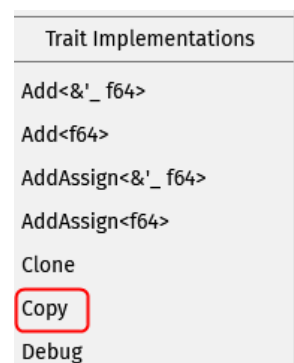 Trait Implementations
Add<&'_ f64>
Add<f64>
AddAssign<&'_ f64>
AddAssign<f64>
Clone
Copy
Debug